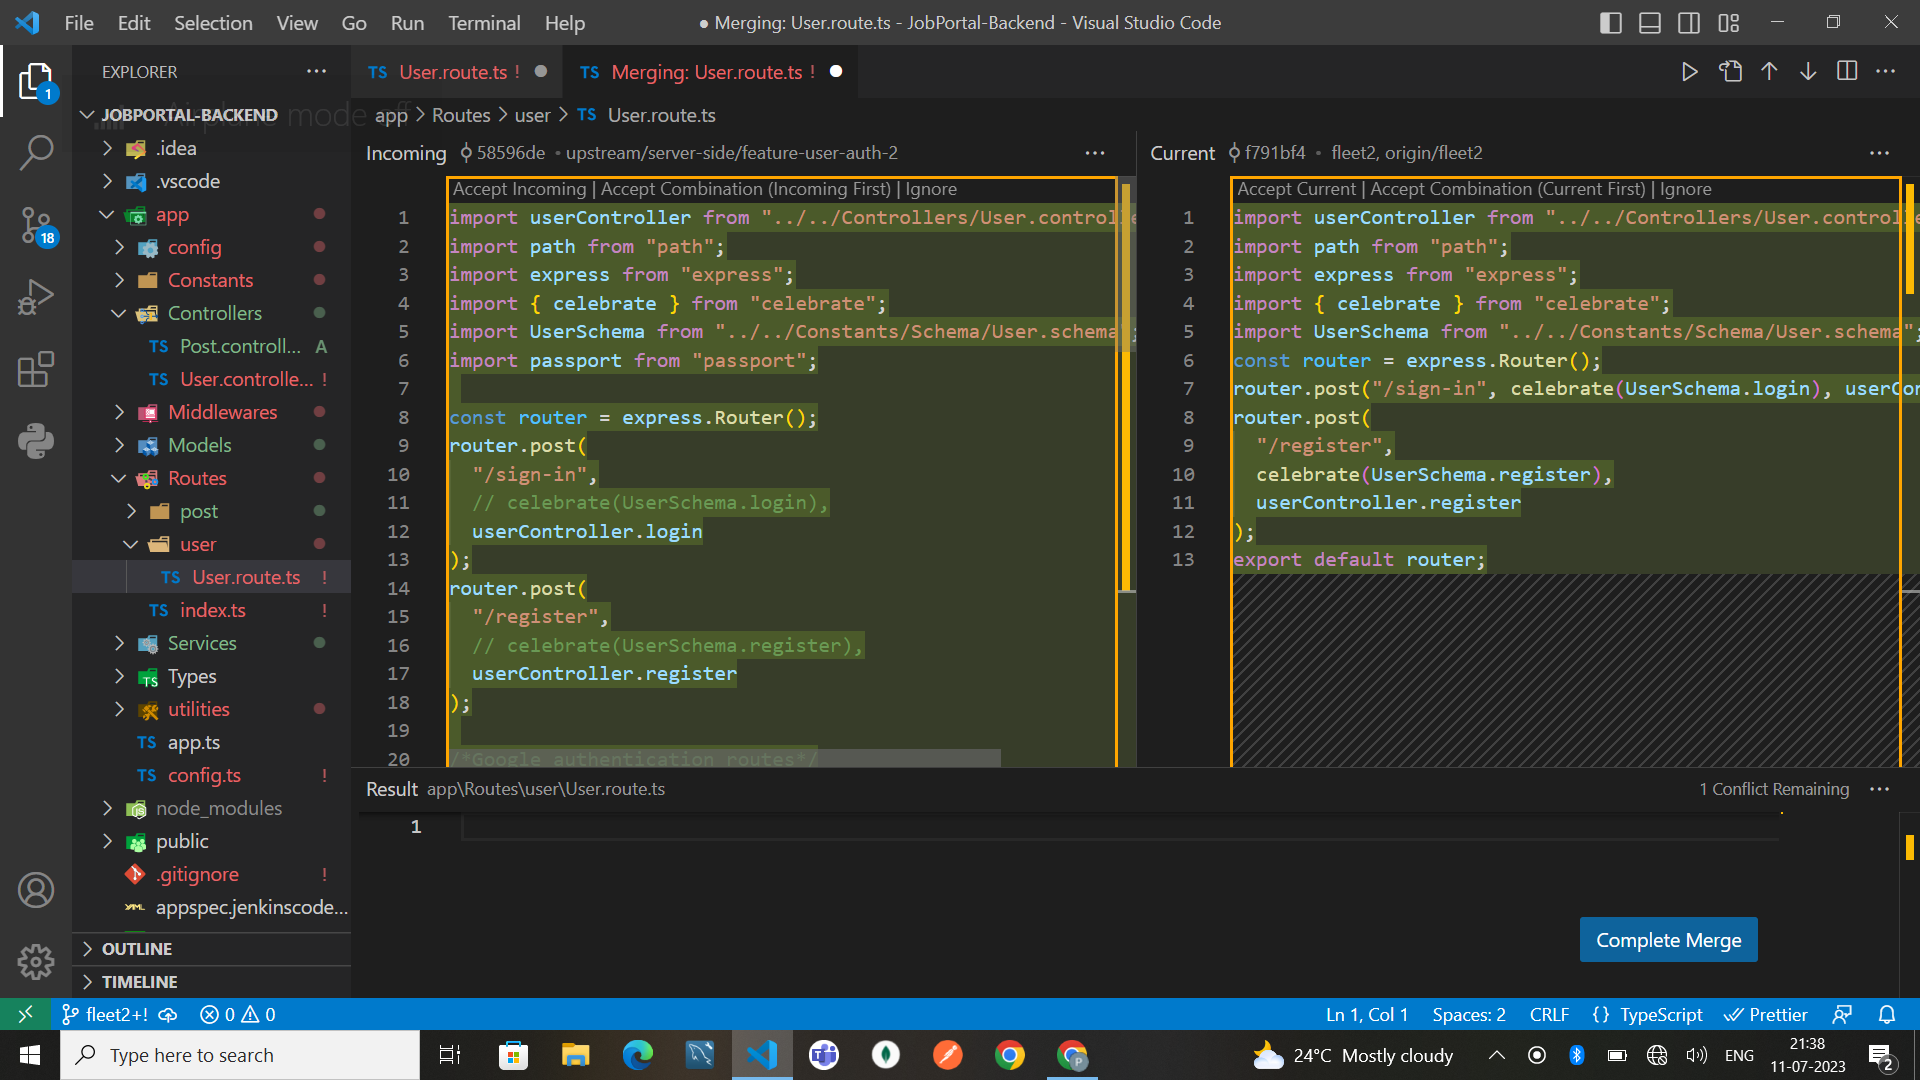 File Edit Selection View Go Run Terminal Help
● Merging: User.route.ts - JobPortal-Backend - Visual Studio Code
EXPLORER ···
TS User.route.ts !
TS Merging: User.route.ts !
1
JOBPORTAL-BACKEND
Airplane mode off
app > Routes > user > TS User.route.ts
.idea
.vscode
app
config
Constants
Controllers
TS Post.controll... A
TS User.controlle... !
Middlewares
Models
Routes
post
user
TS User.route.ts !
TS index.ts !
Services
TS Types
utilities
TS app.ts
TS config.ts !
node_modules
public
.gitignore !
appspec.jenkinscode...
OUTLINE
TIMELINE
18
Incoming 58596de • upstream/server-side/feature-user-auth-2 ···
Accept Incoming | Accept Combination (Incoming First) | Ignore
1 import userController from "../../Controllers/User.controlle
2 import path from "path";
3 import express from "express";
4 import { celebrate } from "celebrate";
5 import UserSchema from "../../Constants/Schema/User.schema";
6 import passport from "passport";
7
8 const router = express.Router();
9 router.post(
10 "/sign-in",
11 // celebrate(UserSchema.login),
12 userController.login
13 );
14 router.post(
15 "/register",
16 // celebrate(UserSchema.register),
17 userController.register
18 );
19
20 /*Google authentication routes*/
Current f791bf4 • fleet2, origin/fleet2 ···
Accept Current | Accept Combination (Current First) | Ignore
1 import userController from "../../Controllers/User.controlle
2 import path from "path";
3 import express from "express";
4 import { celebrate } from "celebrate";
5 import UserSchema from "../../Constants/Schema/User.schema";
6 const router = express.Router();
7 router.post("/sign-in", celebrate(UserSchema.login), userCon
8 router.post(
9 "/register",
10 celebrate(UserSchema.register),
11 userController.register
12 );
13 export default router;
Result app\Routes\user\User.route.ts
1 Conflict Remaining ···
1
Complete Merge
fleet2+! 0 0
Ln 1, Col 1 Spaces: 2 CRLF {} TypeScript Prettier
Type here to search
24°C Mostly cloudy
ENG
21:38
11-07-2023
2